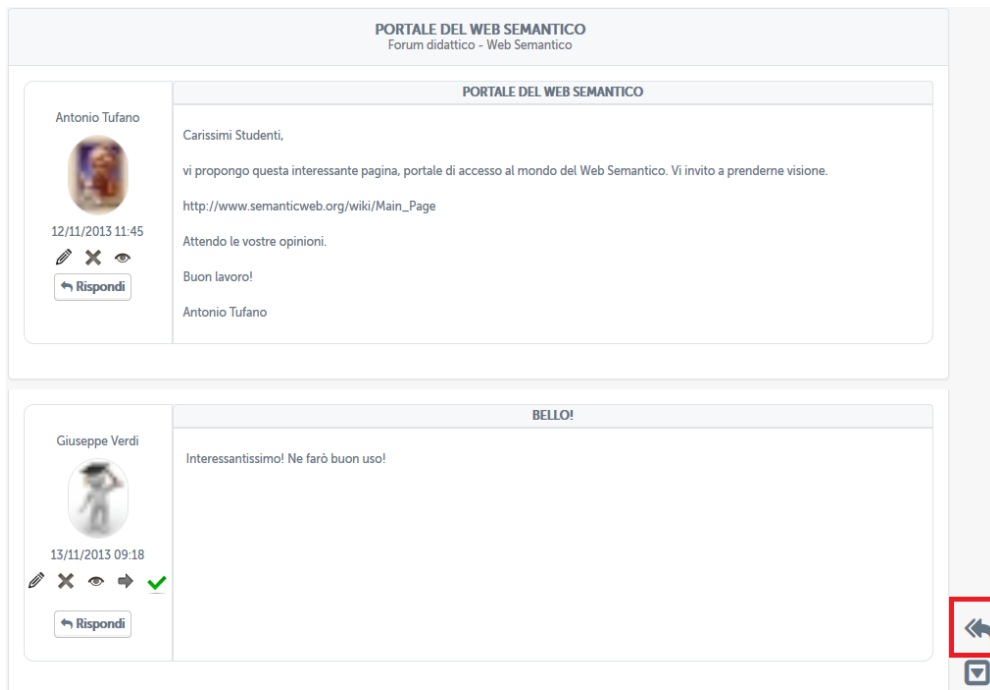 PORTALE DEL WEB SEMANTICO
Forum didattico - Web Semantico
PORTALE DEL WEB SEMANTICO
Antonio Tufano
12/11/2013 11:45
Rispondi
Carissimi Studenti,
vi propongo questa interessante pagina, portale di accesso al mondo del Web Semantico. Vi invito a prenderne visione.
http://www.semanticweb.org/wiki/Main_Page
Attendo le vostre opinioni.
Buon lavoro!
Antonio Tufano
BELLO!
Giuseppe Verdi
13/11/2013 09:18
Rispondi
Interessantissimo! Ne farò buon uso!